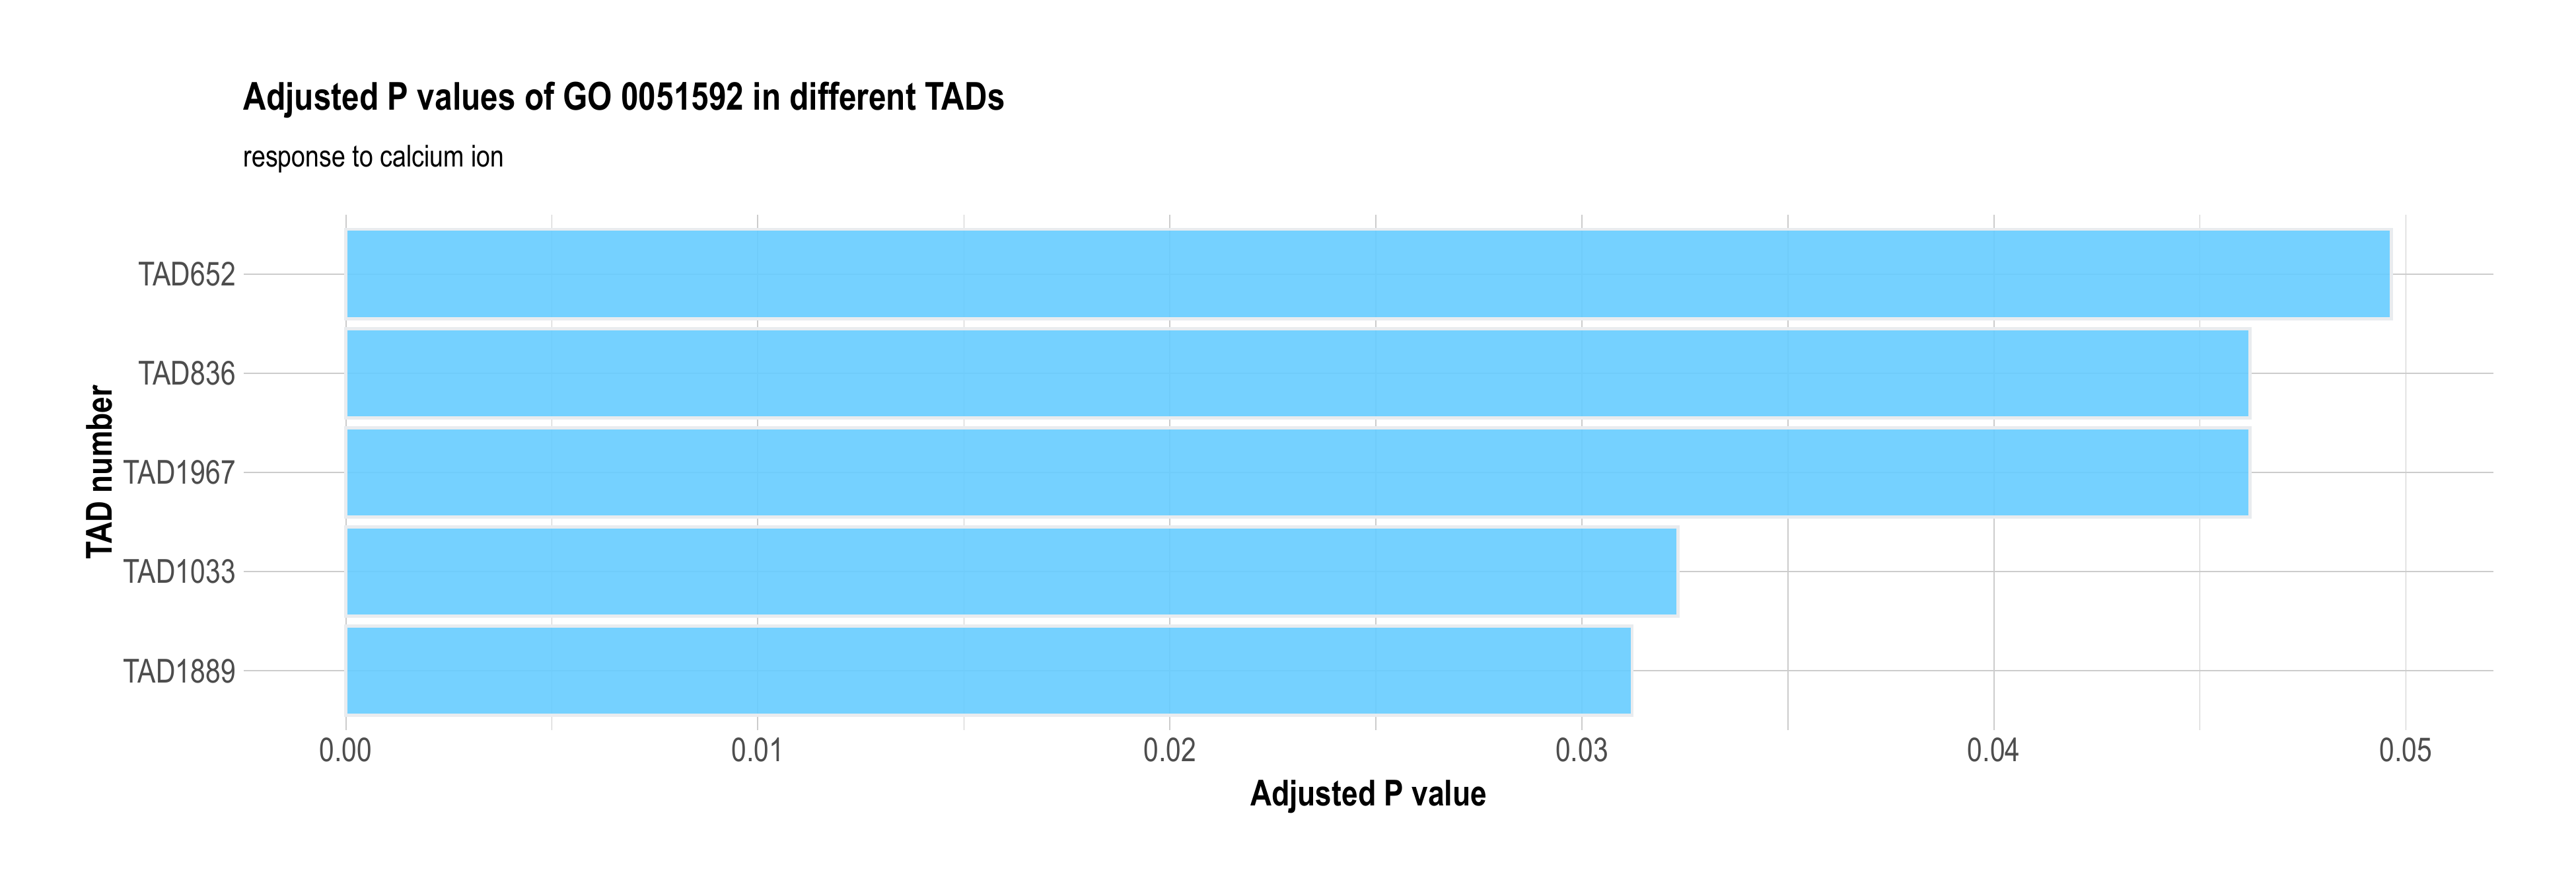 Adjusted P values of GO 0051592 in different TADs
response to calcium ion
TAD number
TAD652
TAD836
TAD1967
TAD1033
TAD1889
0.00 0.01 0.02 0.03 0.04 0.05
Adjusted P value